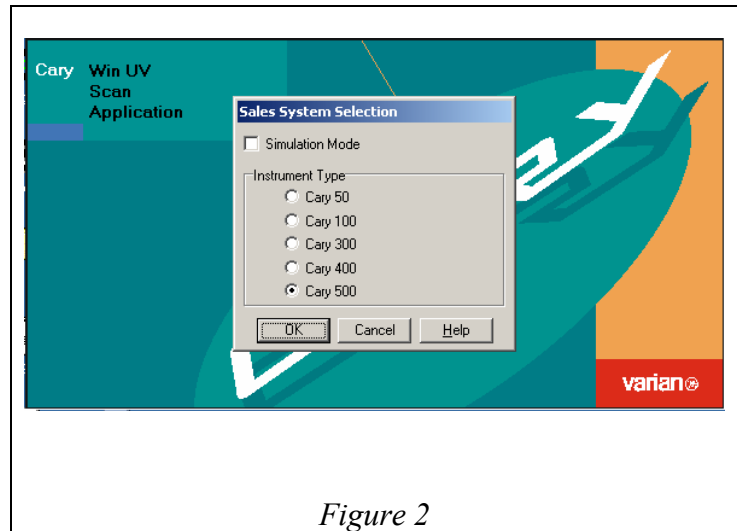 Cary Win UV
Scan
Application
Sales System Selection
Simulation Mode
Instrument Type
Cary 50
Cary 100
Cary 300
Cary 400
Cary 500
OK Cancel Help
varian
Figure 2